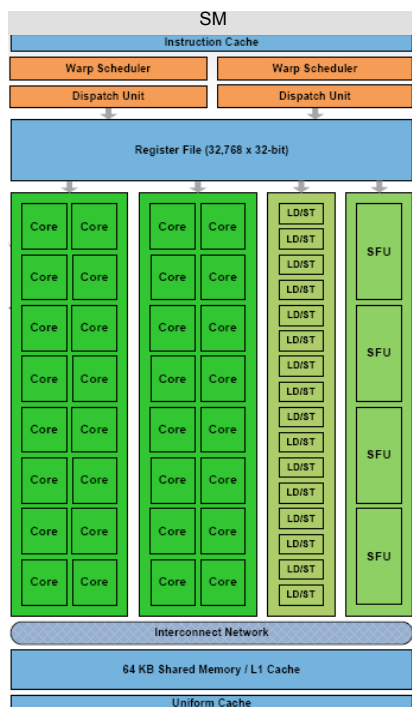 SM
Instruction Cache
Warp Scheduler Warp Scheduler
Dispatch Unit Dispatch Unit
Register File (32,768 x 32-bit)
Core Core Core Core LD/ST LD/ST SFU
Core Core Core Core LD/ST LD/ST
Core Core Core Core LD/ST LD/ST SFU
Core Core Core Core LD/ST LD/ST
Core Core Core Core LD/ST LD/ST SFU
Core Core Core Core LD/ST LD/ST
Core Core Core Core LD/ST LD/ST SFU
Core Core Core Core LD/ST LD/ST
Interconnect Network
64 KB Shared Memory / L1 Cache
Uniform Cache